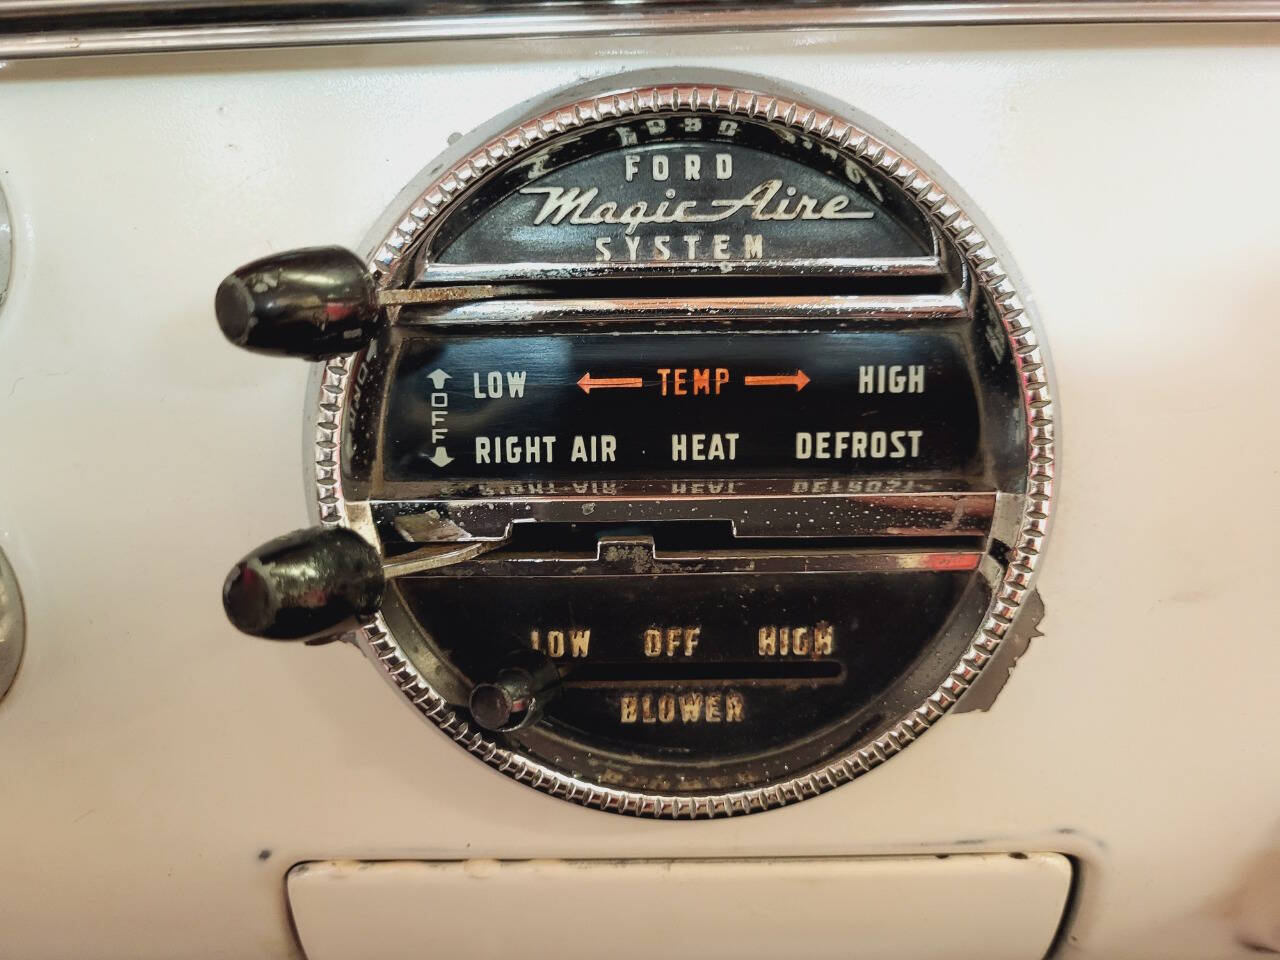 FORD
Magic-Aire
SYSTEM
LOW ← TEMP → HIGH
OFF
RIGHT AIR HEAT DEFROST
LOW OFF HIGH
BLOWER